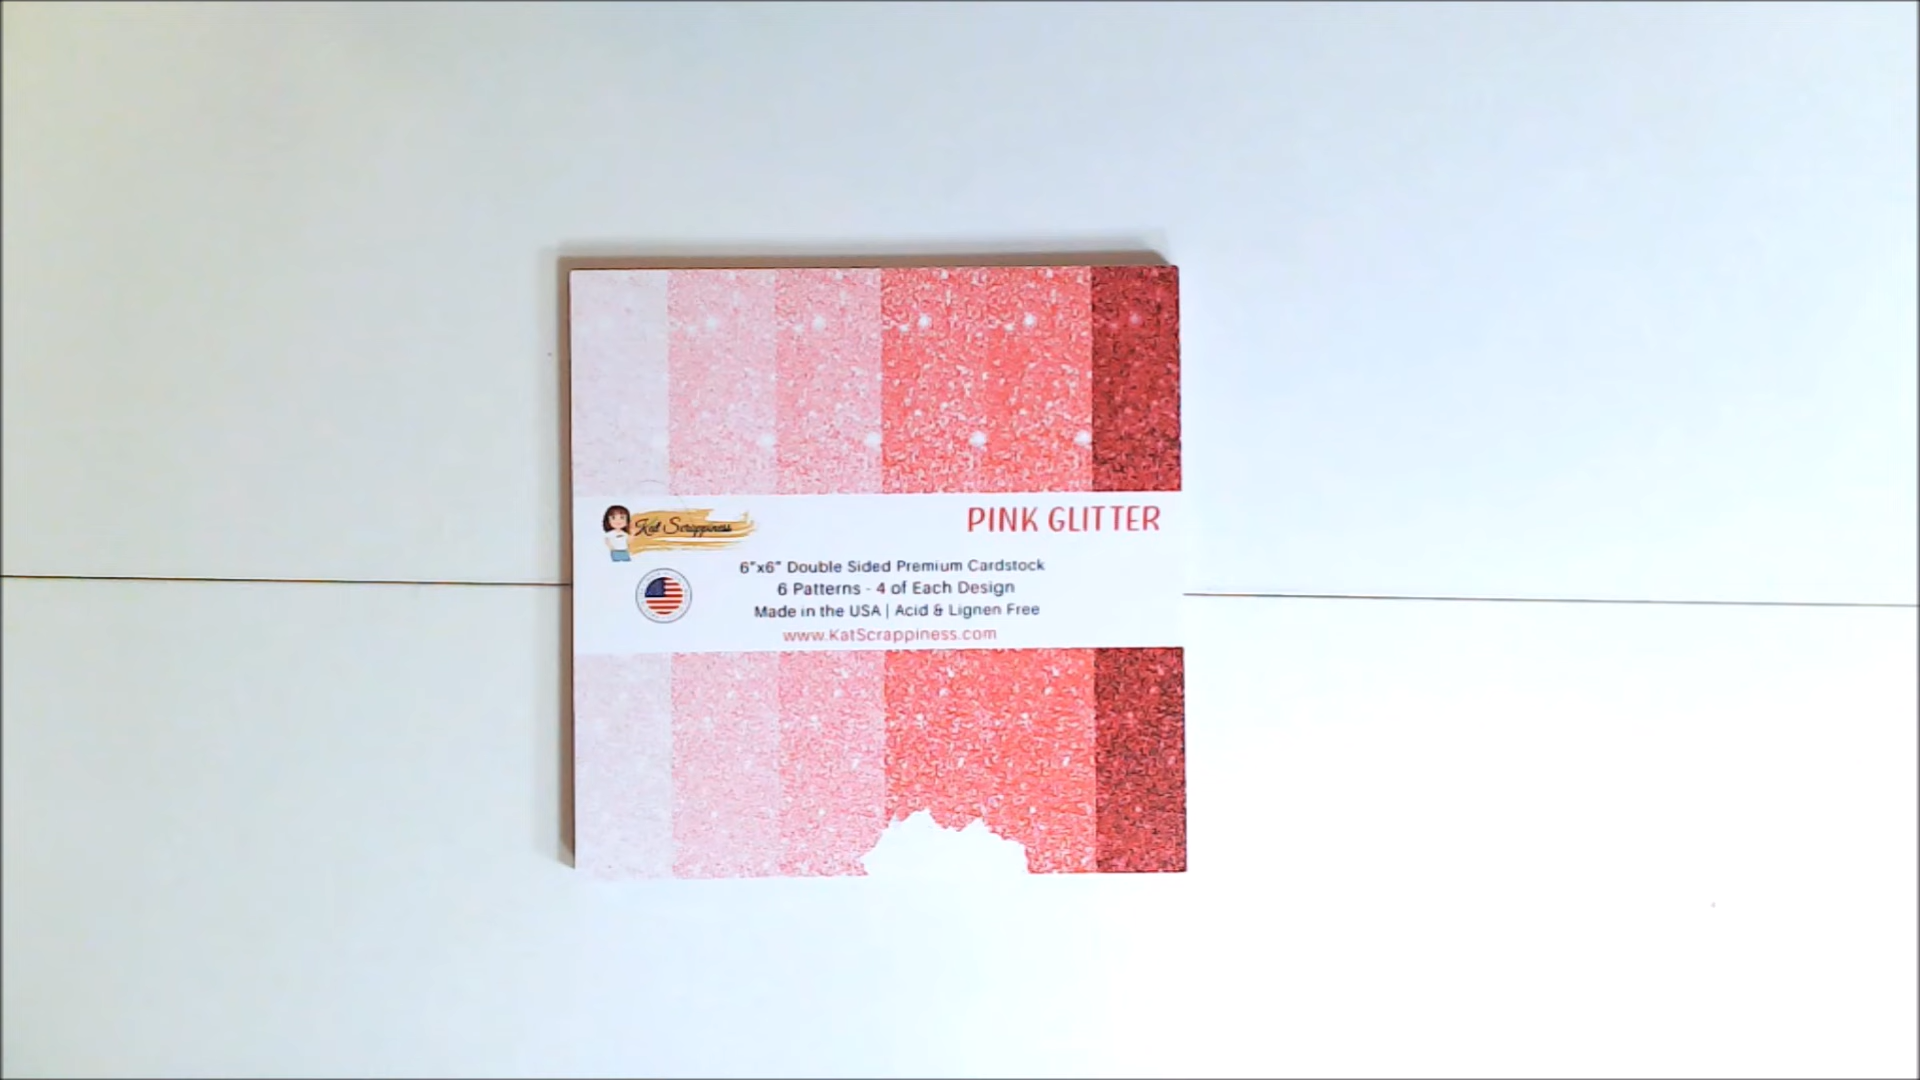 PINK GLITTER
Kat Scrappiness
6"x6" Double Sided Premium Cardstock
6 Patterns - 4 of Each Design
Made in the USA | Acid & Lignen Free
www.KatScrappiness.com